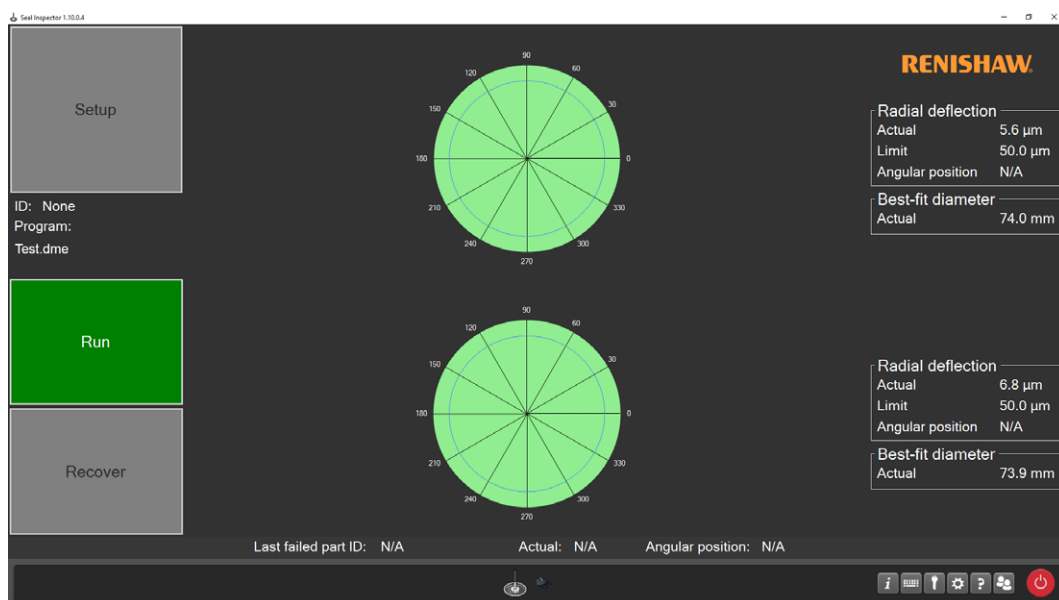 Seal Inspector 1.10.0.4
Setup
ID: None
Program:
Test.dme
Run
Recover
90
60
30
0
330
300
270
240
210
180
150
120
90
60
30
0
330
300
270
240
210
180
150
120
RENISHAW
Radial deflection
Actual 5.6 µm
Limit 50.0 µm
Angular position N/A
Best-fit diameter
Actual 74.0 mm
Radial deflection
Actual 6.8 µm
Limit 50.0 µm
Angular position N/A
Best-fit diameter
Actual 73.9 mm
Last failed part ID: N/A Actual: N/A Angular position: N/A
i
?